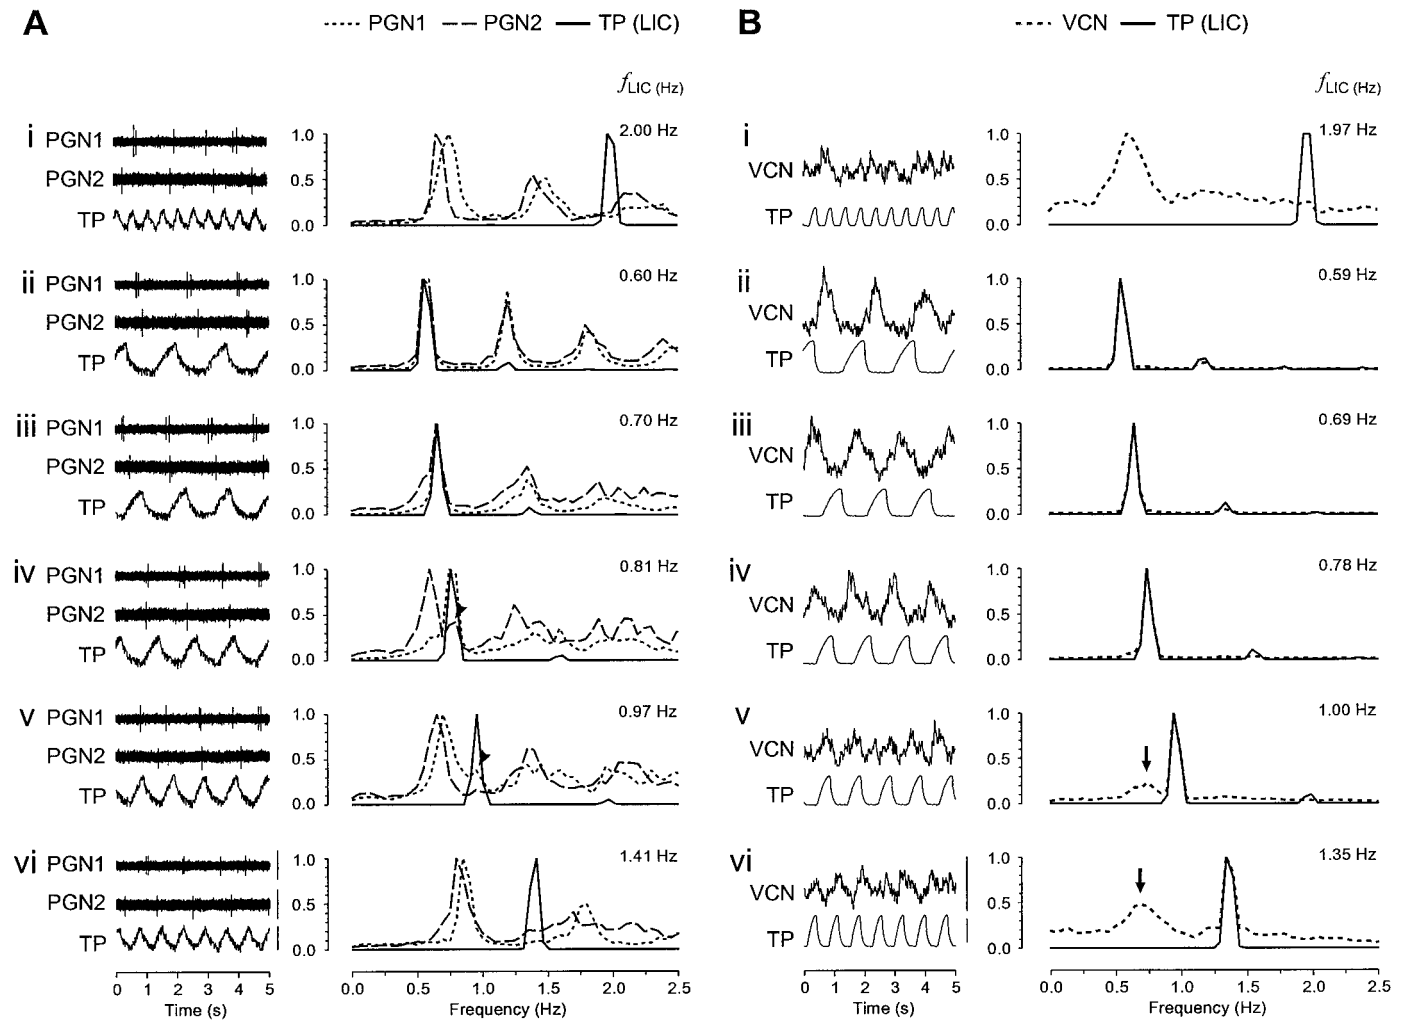 A
PGN1 PGN2 TP (LIC)
fLIC (Hz)
i PGN1
PGN2
TP
1.0
0.5
0.0
2.00 Hz
ii PGN1
PGN2
TP
1.0
0.5
0.0
0.60 Hz
iii PGN1
PGN2
TP
1.0
0.5
0.0
0.70 Hz
iv PGN1
PGN2
TP
1.0
0.5
0.0
0.81 Hz
v PGN1
PGN2
TP
1.0
0.5
0.0
0.97 Hz
vi PGN1
PGN2
TP
1.0
0.5
0.0
1.41 Hz
0 1 2 3 4 5
Time (s)
0.0 0.5 1.0 1.5 2.0 2.5
Frequency (Hz)
B
VCN TP (LIC)
fLIC (Hz)
i
VCN
TP
1.0
0.5
0.0
1.97 Hz
ii
VCN
TP
1.0
0.5
0.0
0.59 Hz
iii
VCN
TP
1.0
0.5
0.0
0.69 Hz
iv
VCN
TP
1.0
0.5
0.0
0.78 Hz
v
VCN
TP
1.0
0.5
0.0
1.00 Hz
vi
VCN
TP
1.0
0.5
0.0
1.35 Hz
0 1 2 3 4 5
Time (s)
0.0 0.5 1.0 1.5 2.0 2.5
Frequency (Hz)